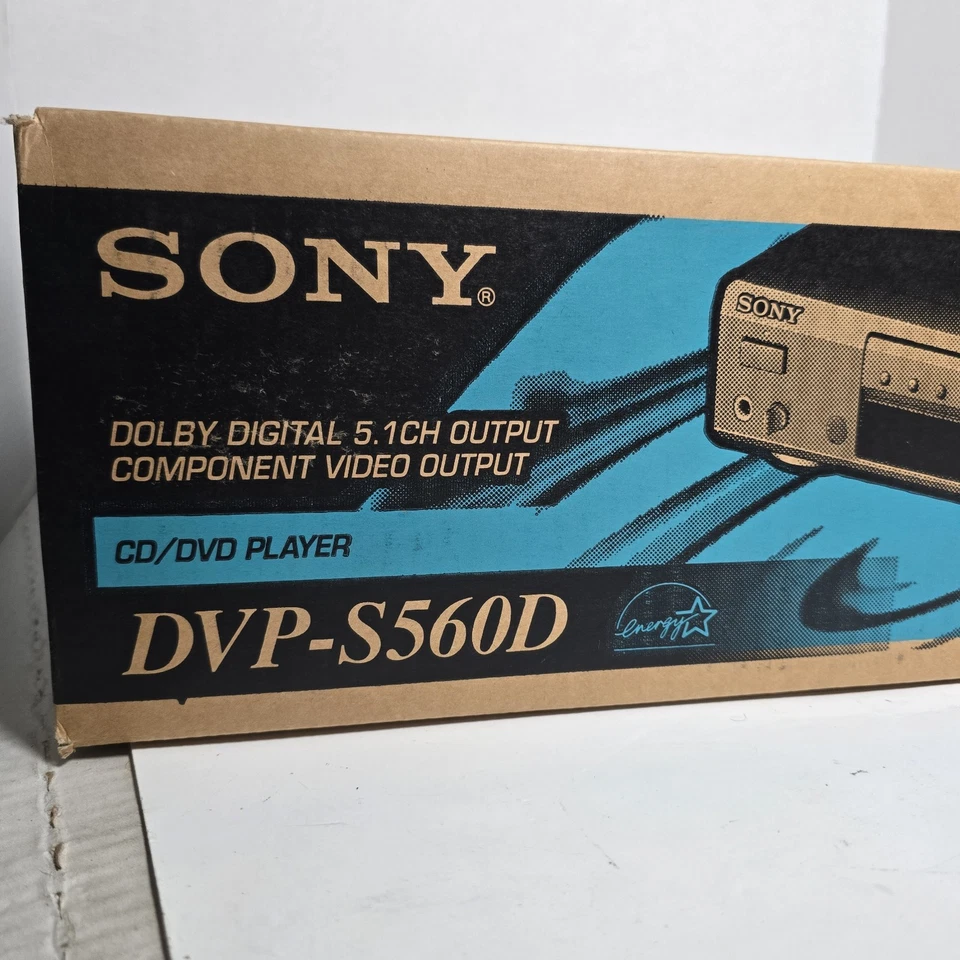 SONY®
SONY
DOLBY DIGITAL 5.1CH OUTPUT
COMPONENT VIDEO OUTPUT
CD/DVD PLAYER
DVP-S560D
energy